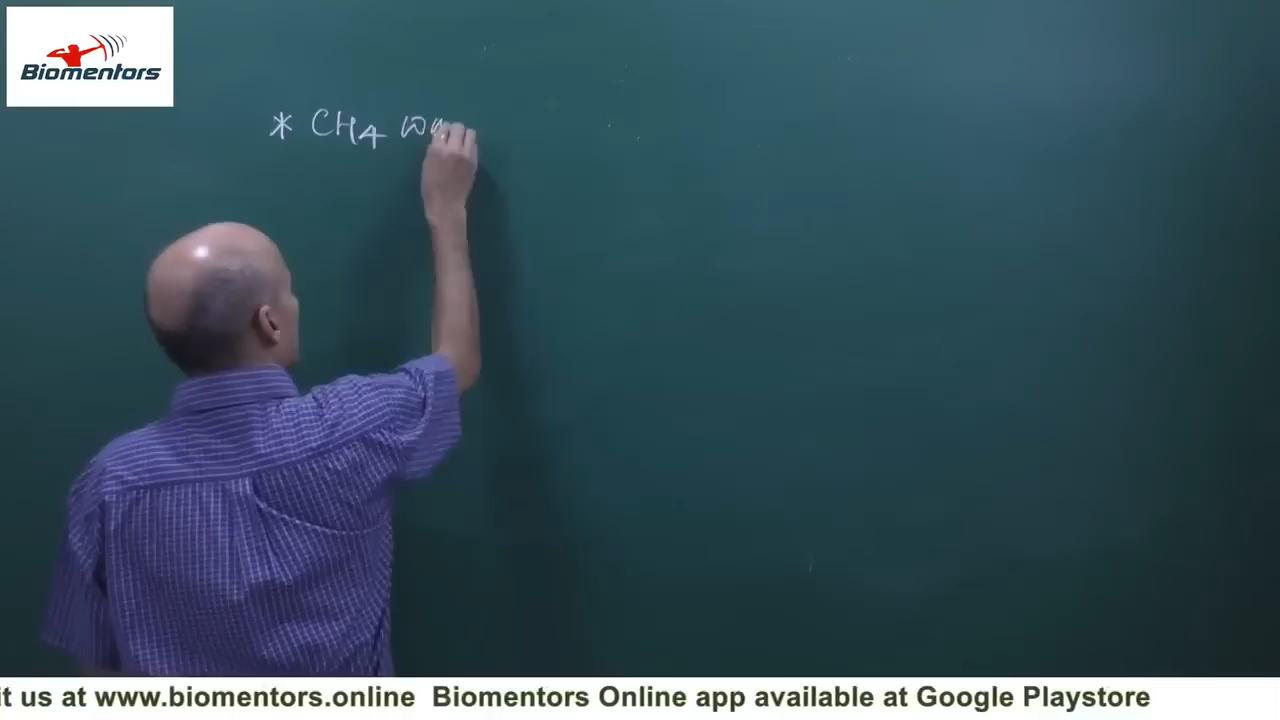 Biomentors
* CH4
it us at www.biomentors.online Biomentors Online app available at Google Playstore